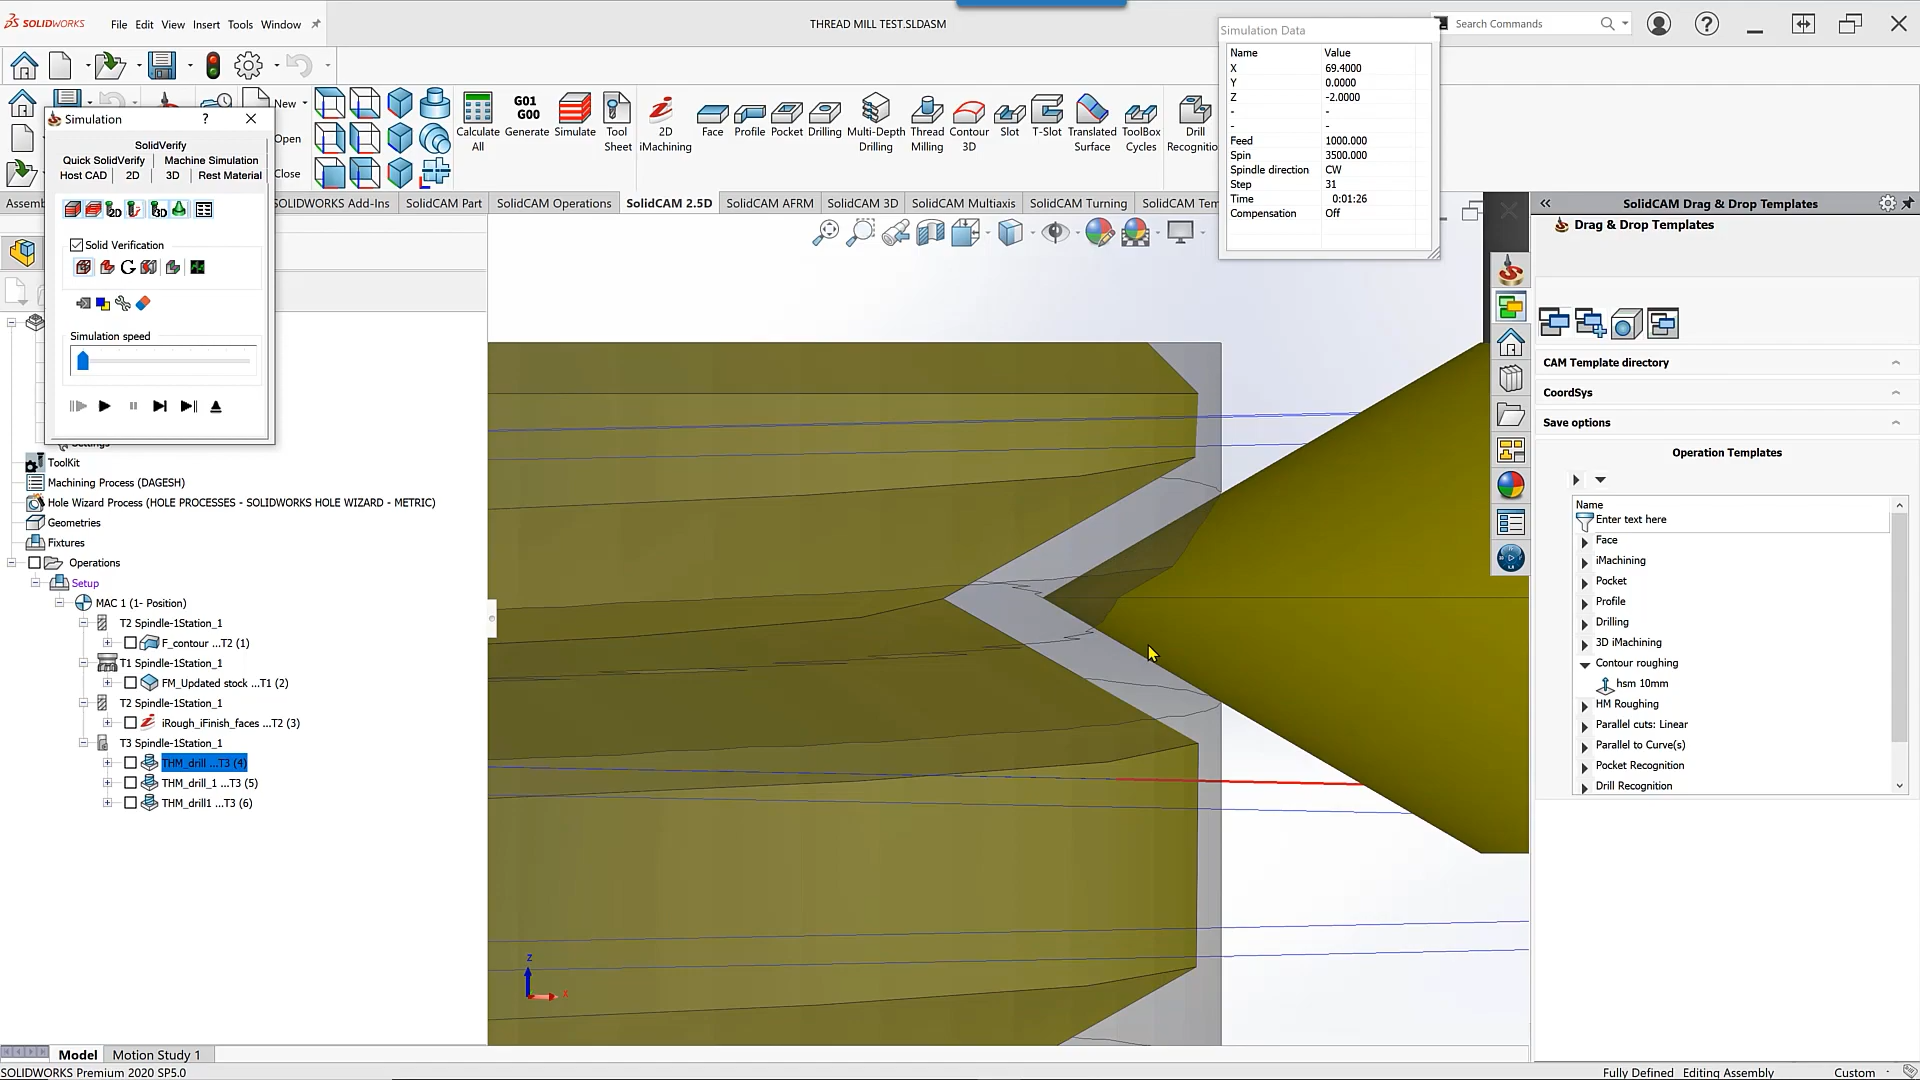 SOLIDWORKS
File Edit View Insert Tools Window
THREAD MILL TEST.SLDASM
Search Commands
New
Open
Close
Calculate All
G01 G00
Generate
Simulate
Tool Sheet
2D iMachining
Face
Profile
Pocket
Drilling
Multi-Depth Drilling
Thread Milling
Contour 3D
Slot
T-Slot
Translated Surface
ToolBox Cycles
Drill Recognitio
Assemb
SOLIDWORKS Add-Ins
SolidCAM Part
SolidCAM Operations
SolidCAM 2.5D
SolidCAM AFRM
SolidCAM 3D
SolidCAM Multiaxis
SolidCAM Turning
SolidCAM Tem
Simulation
SolidVerify
Quick SolidVerify Machine Simulation
Host CAD 2D 3D Rest Material
2D
3D
Solid Verification
Simulation speed
Simulation Data
Name Value
X 69.4000
Y 0.0000
Z -2.0000
- -
- -
Feed 1000.000
Spin 3500.000
Spindle direction CW
Step 31
Time 0:01:26
Compensation Off
Settings
ToolKit
Machining Process (DAGESH)
Hole Wizard Process (HOLE PROCESSES - SOLIDWORKS HOLE WIZARD - METRIC)
Geometries
Fixtures
Operations
Setup
MAC 1 (1- Position)
T2 Spindle-1Station_1
F_contour ...T2 (1)
T1 Spindle-1Station_1
FM_Updated stock ...T1 (2)
T2 Spindle-1Station_1
iRough_iFinish_faces ...T2 (3)
T3 Spindle-1Station_1
THM_drill ...T3 (4)
THM_drill_1 ...T3 (5)
THM_drill1 ...T3 (6)
z
x
SolidCAM Drag & Drop Templates
Drag & Drop Templates
CAM Template directory
CoordSys
Save options
Operation Templates
Name
Enter text here
Face
iMachining
Pocket
Profile
Drilling
3D iMachining
Contour roughing
hsm 10mm
HM Roughing
Parallel cuts: Linear
Parallel to Curve(s)
Pocket Recognition
Drill Recognition
Model
Motion Study 1
SOLIDWORKS Premium 2020 SP5.0
Fully Defined
Editing Assembly
Custom